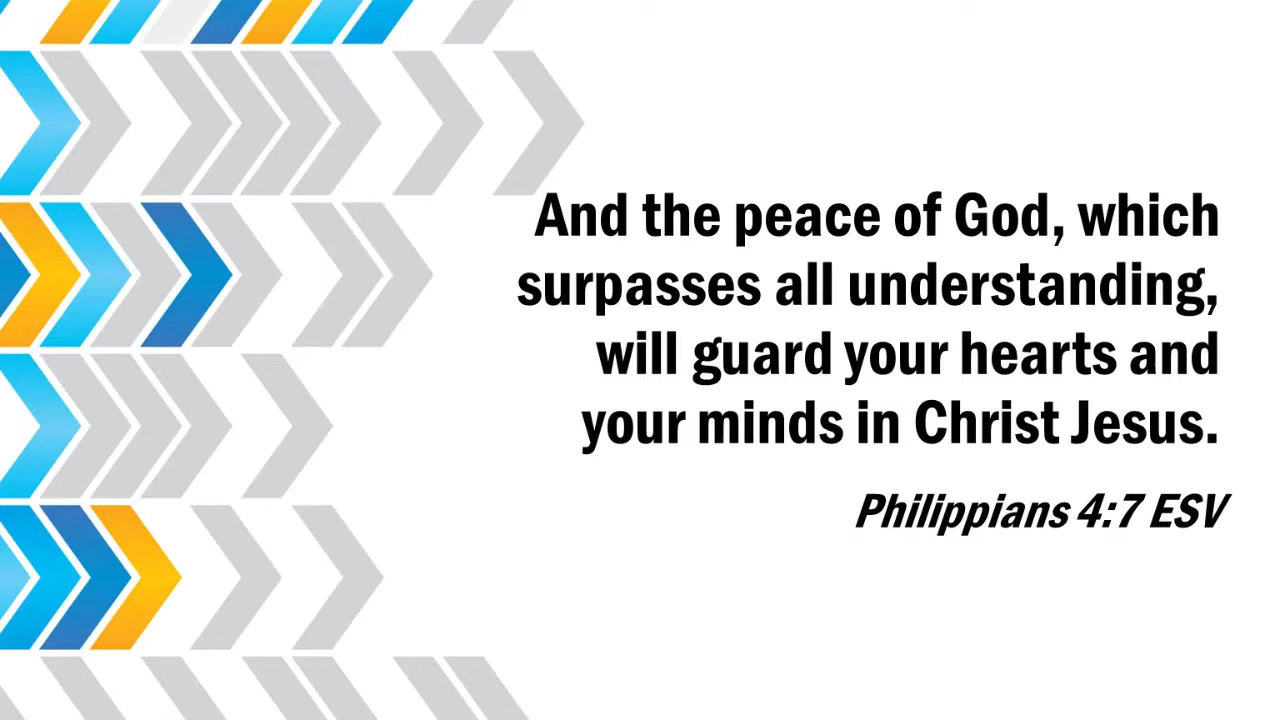 And the peace of God, which
surpasses all understanding,
will guard your hearts and
your minds in Christ Jesus.
Philippians 4:7 ESV